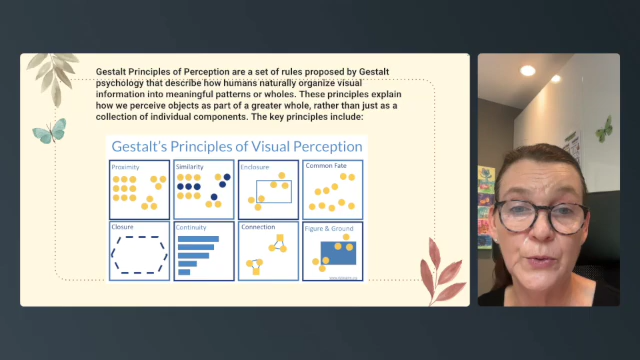 Gestalt Principles of Perception are a set of rules proposed by Gestalt
psychology that describe how humans naturally organize visual
information into meaningful patterns or wholes. These principles explain
how we perceive objects as part of a greater whole, rather than just as a
collection of individual components. The key principles include:
Gestalt's Principles of Visual Perception
Proximity
Similarity
Enclosure
Common Fate
Closure
Continuity
Connection
Figure & Ground